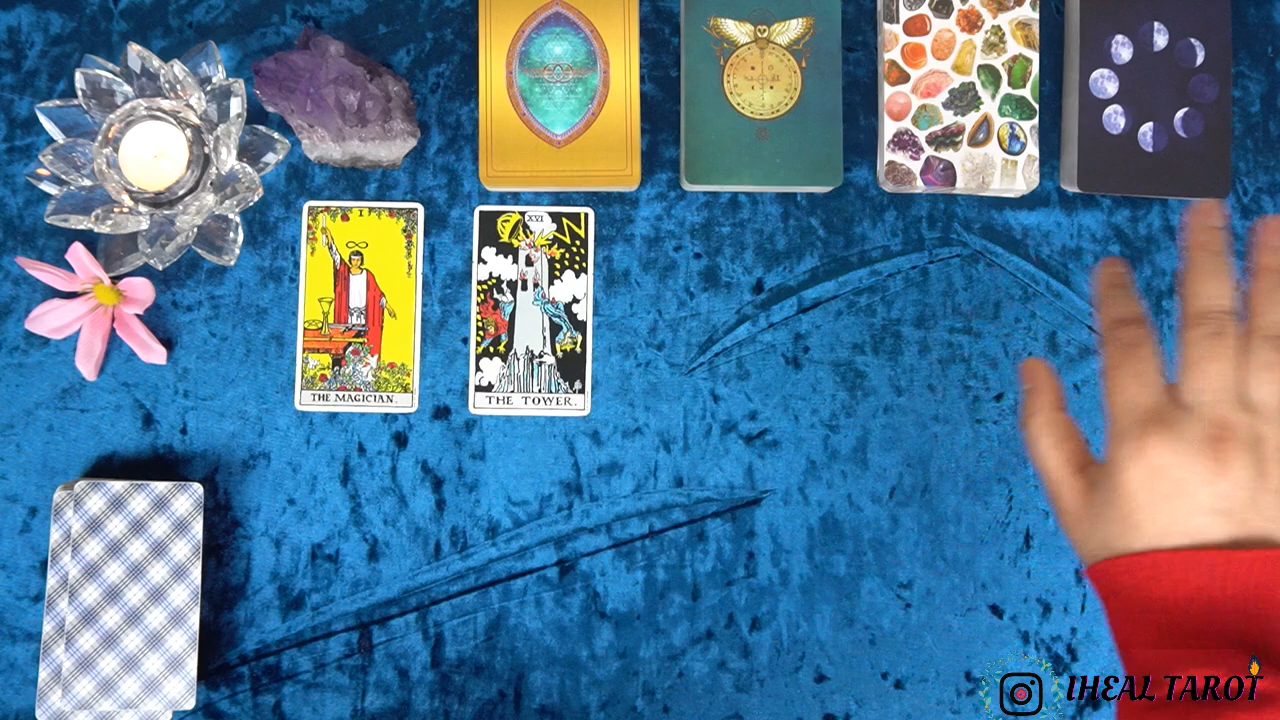 I
THE MAGICIAN.
XVI
THE TOWER.
IHEAL TAROT